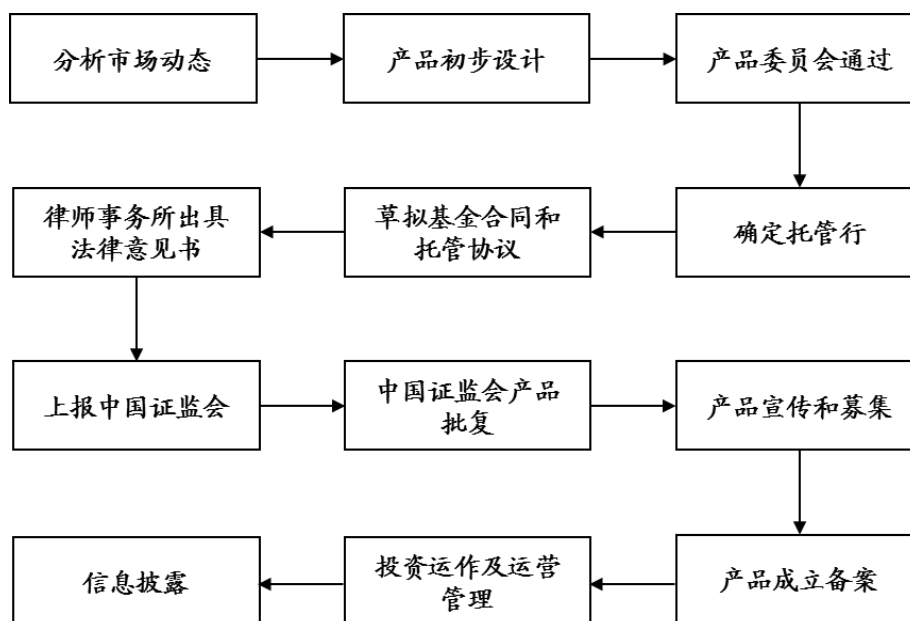 分析市场动态
产品初步设计
产品委员会通过
确定托管行
草拟基金合同和
托管协议
律师事务所出具
法律意见书
上报中国证监会
中国证监会产品
批复
产品宣传和募集
产品成立备案
投资运作及运营
管理
信息披露